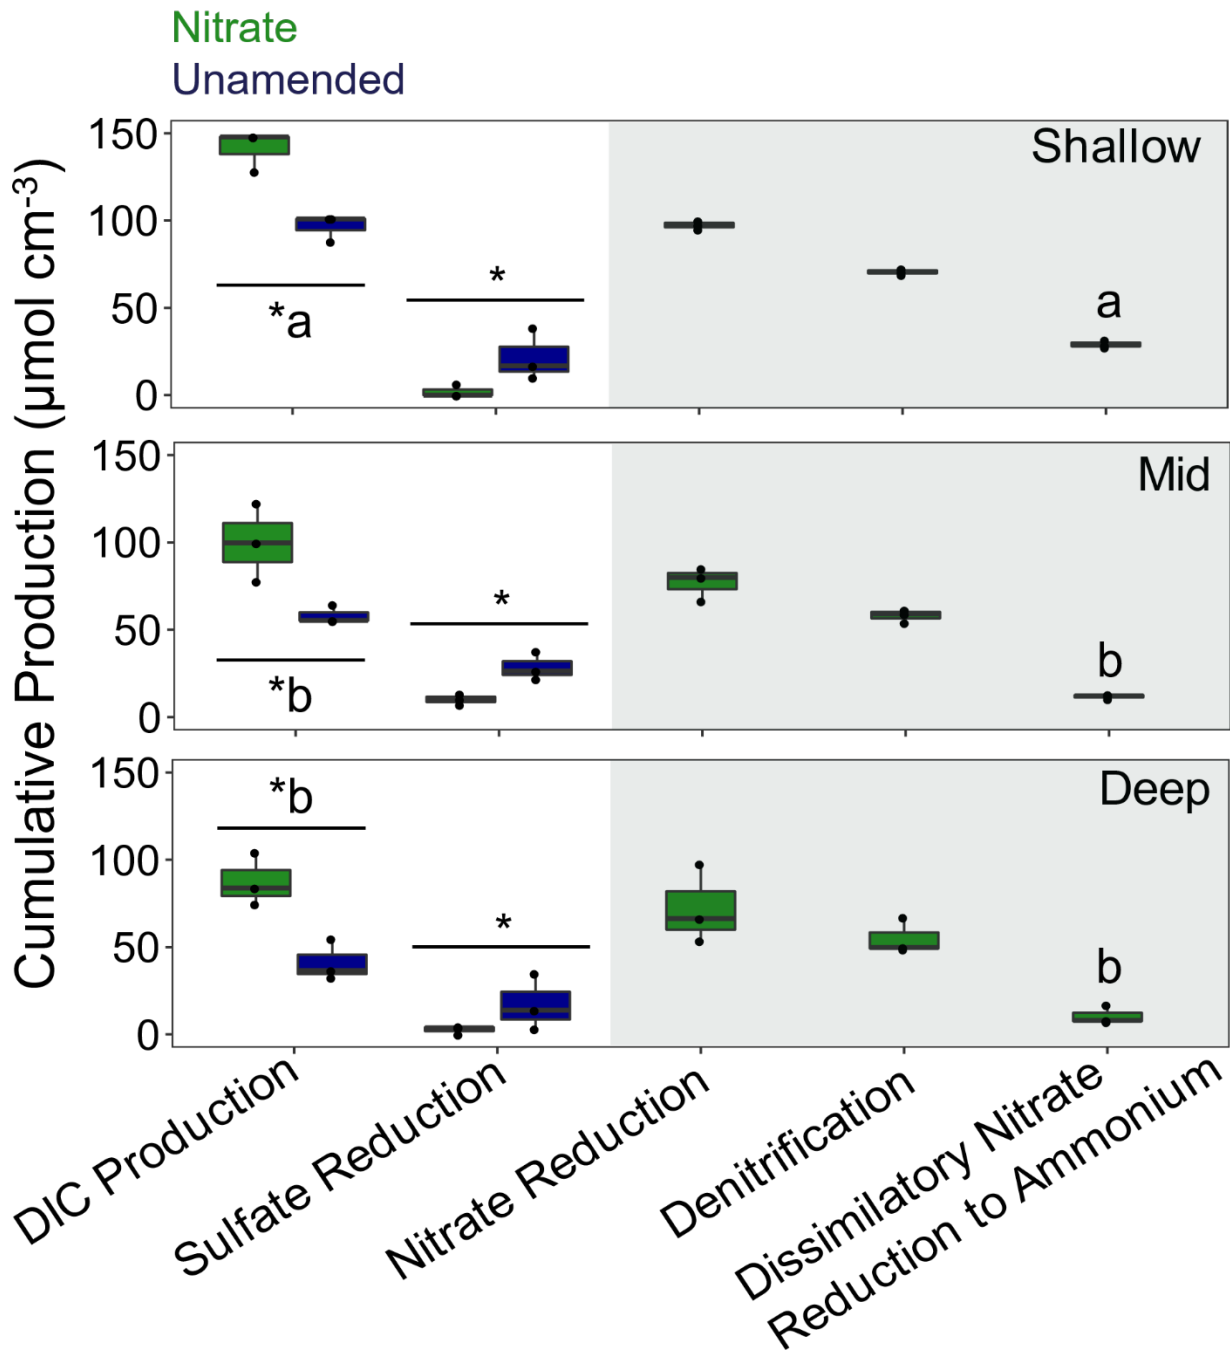 Nitrate
Unamended
Cumulative Production (µmol cm⁻³)
150
100
50
0
Shallow
*a
*
a
150
100
50
0
Mid
*b
*
b
150
100
50
0
Deep
*b
*
b
DIC Production
Sulfate Reduction
Nitrate Reduction
Denitrification
Dissimilatory Nitrate
Reduction to Ammonium